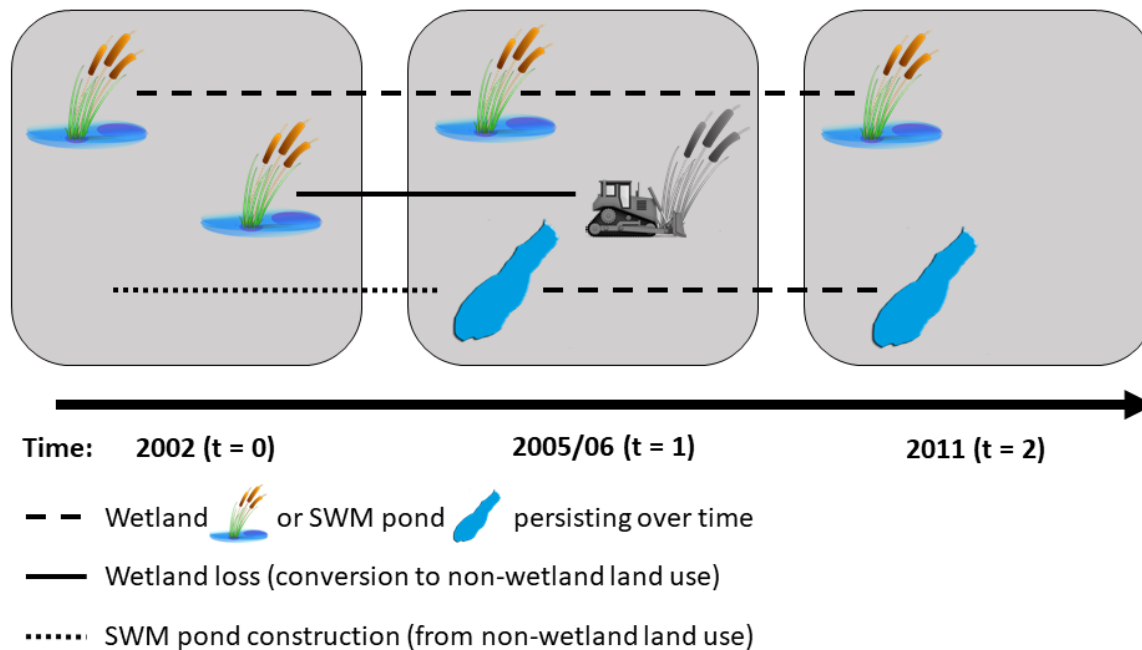 Time: 2002 (t = 0) 2005/06 (t = 1) 2011 (t = 2)
Wetland or SWM pond persisting over time
Wetland loss (conversion to non-wetland land use)
SWM pond construction (from non-wetland land use)